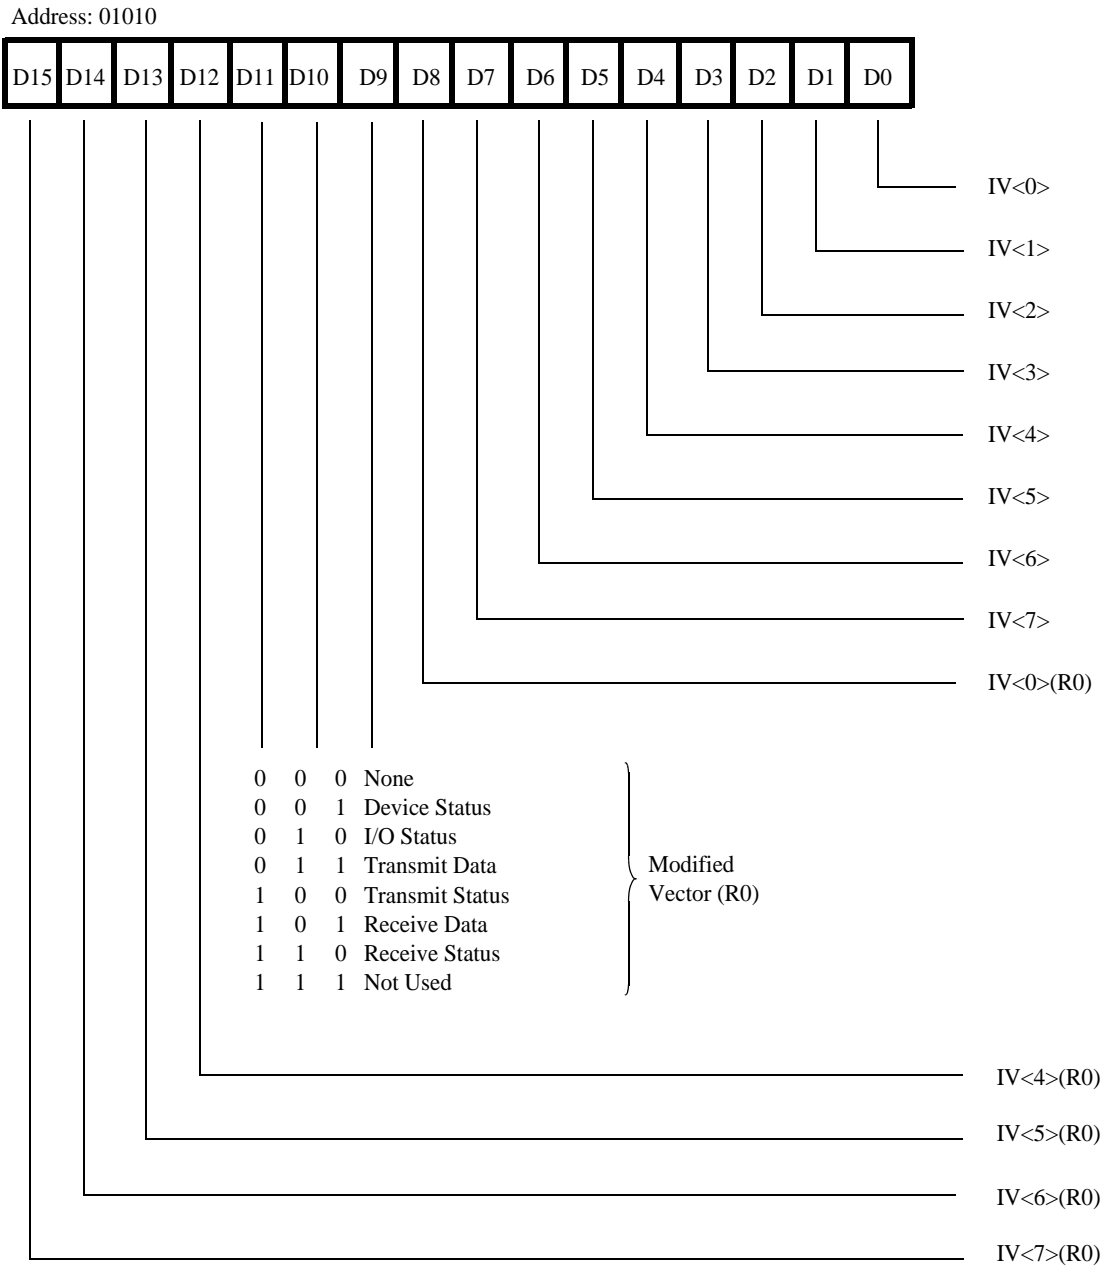 Address: 01010
D15 D14 D13 D12 D11 D10 D9 D8 D7 D6 D5 D4 D3 D2 D1 D0
IV<0>
IV<1>
IV<2>
IV<3>
IV<4>
IV<5>
IV<6>
IV<7>
IV<0>(R0)
0 0 0 None
0 0 1 Device Status
0 1 0 I/O Status
0 1 1 Transmit Data
1 0 0 Transmit Status
1 0 1 Receive Data
1 1 0 Receive Status
1 1 1 Not Used
Modified
Vector (R0)
IV<4>(R0)
IV<5>(R0)
IV<6>(R0)
IV<7>(R0)